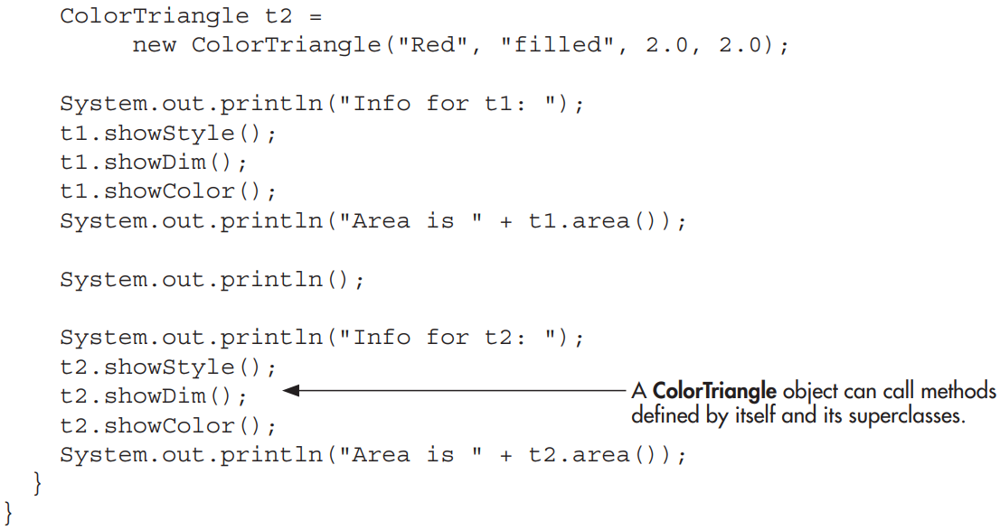 ColorTriangle t2 =
new ColorTriangle("Red", "filled", 2.0, 2.0);
System.out.println("Info for t1: ");
t1.showStyle();
t1.showDim();
t1.showColor();
System.out.println("Area is " + t1.area());
System.out.println();
System.out.println("Info for t2: ");
t2.showStyle();
t2.showDim();
t2.showColor();
System.out.println("Area is " + t2.area());
}
}
A ColorTriangle object can call methods
defined by itself and its superclasses.